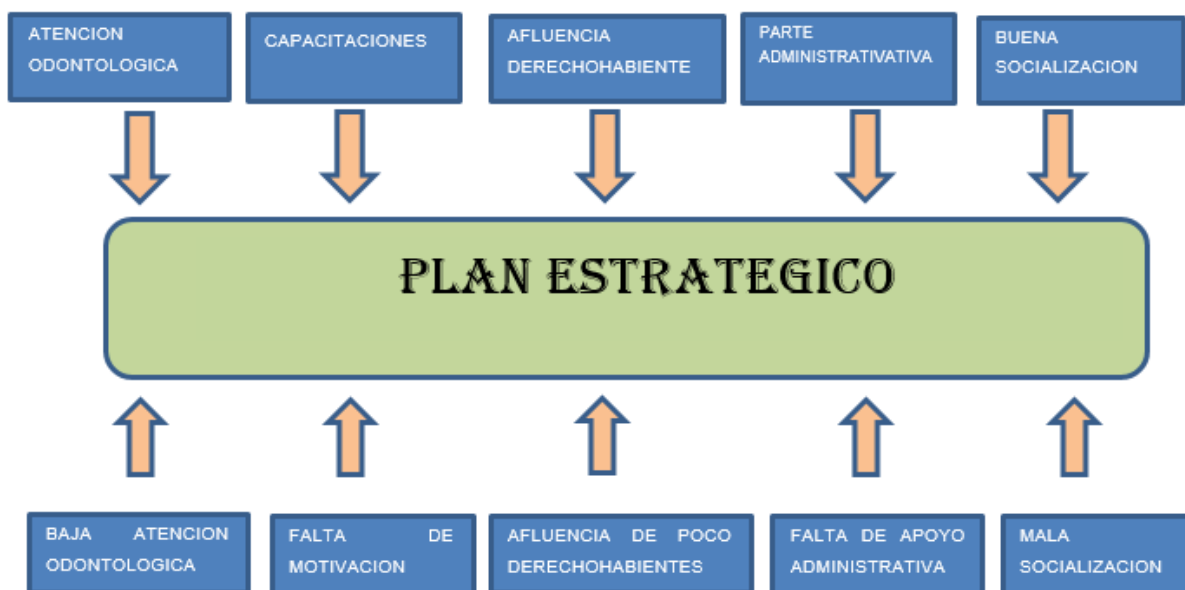 ATENCION
ODONTOLOGICA
CAPACITACIONES
AFLUENCIA
DERECHOHABIENTE
PARTE
ADMINISTRATIVATIVA
BUENA
SOCIALIZACION
PLAN ESTRATEGICO
BAJA ATENCION
ODONTOLOGICA
FALTA DE
MOTIVACION
AFLUENCIA DE POCO
DERECHOHABIENTES
FALTA DE APOYO
ADMINISTRATIVA
MALA
SOCIALIZACION